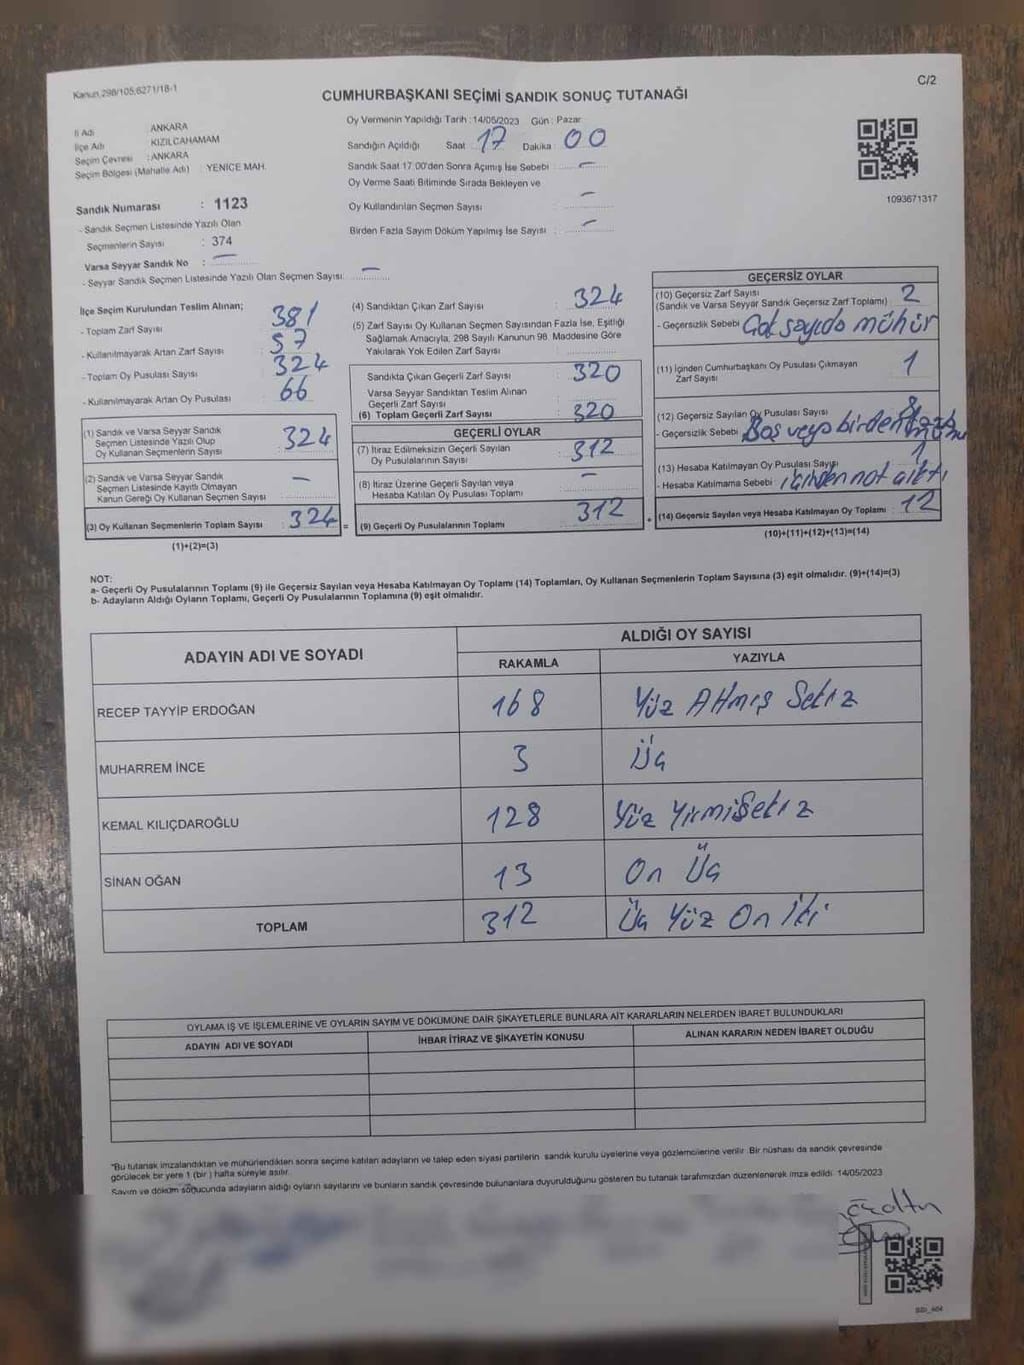 Kanun,298/105,6271/18-1
C/2
CUMHURBAŞKANI SEÇİMİ SANDIK SONUÇ TUTANAĞI
İl Adı : ANKARA
İlçe Adı KIZILCAHAMAM
Seçim Çevresi : ANKARA
Seçim Bölgesi (Mahalle Adı) YENİCE MAH.
Sandık Numarası : 1123
- Sandık Seçmen Listesinde Yazılı Olan
Seçmenlerin Sayısı : 374
Varsa Seyyar Sandık No : —
- Seyyar Sandık Seçmen Listesinde Yazılı Olan Seçmen Sayısı: —
Oy Vermenin Yapıldığı Tarih : 14/05/2023 Gün : Pazar
Sandığın Açıldığı Saat 17 Dakika : 00
Sandık Saat 17:00'den Sonra Açımış İse Sebebi : —
Oy Verme Saati Bitiminde Sırada Bekleyen ve
Oy Kullandırılan Seçmen Sayısı : —
Birden Fazla Sayım Döküm Yapılmış İse Sayısı : —
1093671317
İlçe Seçim Kurulundan Teslim Alınan;
- Toplam Zarf Sayısı : 381
- Kullanılmayarak Artan Zarf Sayısı : 57
- Toplam Oy Pusulası Sayısı : 324
- Kullanılmayarak Artan Oy Pusulası : 66
(1) Sandık ve Varsa Seyyar Sandık
Seçmen Listesinde Yazılı Olup
Oy Kullanan Seçmenlerin Sayısı : 324
(2) Sandık ve Varsa Seyyar Sandık
Seçmen Listesinde Kayıtlı Olmayan
Kanun Gereği Oy Kullanan Seçmen Sayısı : —
(3) Oy Kullanan Seçmenlerin Toplam Sayısı : 324 =
(1)+(2)=(3)
(4) Sandıktan Çıkan Zarf Sayısı : 324
(5) Zarf Sayısı Oy Kullanan Seçmen Sayısından Fazla İse, Eşitliği
Sağlamak Amacıyla, 298 Sayılı Kanunun 98. Maddesine Göre
Yakılarak Yok Edilen Zarf Sayısı
Sandıkta Çıkan Geçerli Zarf Sayısı : 320
Varsa Seyyar Sandıktan Teslim Alınan
Geçerli Zarf Sayısı
(6) Toplam Geçerli Zarf Sayısı : 320
GEÇERLİ OYLAR
(7) İtiraz Edilmeksizin Geçerli Sayılan
Oy Pusulalarının Sayısı : 312
(8) İtiraz Üzerine Geçerli Sayılan veya
Hesaba Katılan Oy Pusulası Toplamı : —
(9) Geçerli Oy Pusulalarının Toplamı : 312 +
GEÇERSİZ OYLAR
(10) Geçersiz Zarf Sayısı
(Sandık ve Varsa Seyyar Sandık Geçersiz Zarf Toplamı) : 2
- Geçersizlik Sebebi Çok sayıda mühür
(11) İçinden Cumhurbaşkanı Oy Pusulası Çıkmayan
Zarf Sayısı : 1
(12) Geçersiz Sayılan Oy Pusulası Sayısı : 8
- Geçersizlik Sebebi Boş veya birden fazla
mühür
(13) Hesaba Katılmayan Oy Pusulası Sayısı 1
- Hesaba Katılmama Sebebi : içinden not çıktı
(14) Geçersiz Sayılan veya Hesaba Katılmayan Oy Toplamı : 12
(10)+(11)+(12)+(13)=(14)
NOT:
a- Geçerli Oy Pusulalarının Toplamı (9) ile Geçersiz Sayılan veya Hesaba Katılmayan Oy Toplamı (14) Toplamları, Oy Kullanan Seçmenlerin Toplam Sayısına (3) eşit olmalıdır. (9)+(14)=(3)
b- Adayların Aldığı Oyların Toplamı, Geçerli Oy Pusulalarının Toplamına (9) eşit olmalıdır.
ADAYIN ADI VE SOYADI
ALDIĞI OY SAYISI
RAKAMLA YAZIYLA
RECEP TAYYİP ERDOĞAN 168 Yüz Altmış Sekiz
MUHARREM İNCE 3 Üç
KEMAL KILIÇDAROĞLU 128 Yüz Yirmi Sekiz
SİNAN OĞAN 13 On Üç
TOPLAM 312 Üç Yüz On İki
OYLAMA İŞ VE İŞLEMLERİNE VE OYLARIN SAYIM VE DÖKÜMÜNE DAİR ŞİKAYETLERLE BUNLARA AİT KARARLARIN NELERDEN İBARET BULUNDUKLARI
ADAYIN ADI VE SOYADI İHBAR İTİRAZ VE ŞİKAYETİN KONUSU ALINAN KARARIN NEDEN İBARET OLDUĞU
*Bu tutanak imzalandıktan ve mühürlendikten sonra seçime katılan adayların ve talep eden siyasi partilerin sandık kurulu üyelerine veya gözlemcilerine verilir. Bir nüshası da sandık çevresinde
görülecek bir yere 1 (bir) hafta süreyle asılır.
Sayım ve döküm sonucunda adayların aldığı oyların sayılarını ve bunların sandık çevresinde bulunanlara duyurulduğunu gösteren bu tutanak tarafımızdan düzenlenerek imza edildi. 14/05/2023